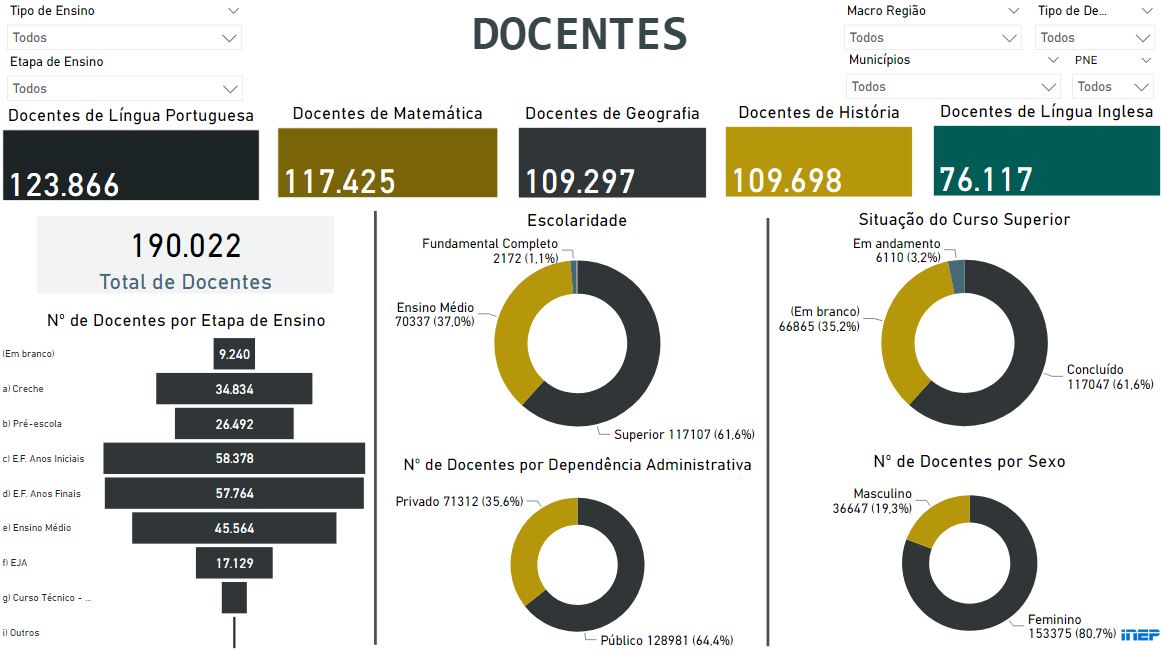 Tipo de Ensino
Todos
Etapa de Ensino
Todos
DOCENTES
Macro Região
Todos
Tipo de De...
Todos
Municípios
Todos
PNE
Todos
Docentes de Língua Portuguesa
123.866
Docentes de Matemática
117.425
Docentes de Geografia
109.297
Docentes de História
109.698
Docentes de Língua Inglesa
76.117
190.022
Total de Docentes
Nº de Docentes por Etapa de Ensino
(Em branco)
9.240
a) Creche
34.834
b) Pré-escola
26.492
c) E.F. Anos Iniciais
58.378
d) E.F. Anos Finais
57.764
e) Ensino Médio
45.564
f) EJA
17.129
g) Curso Técnico - ...
i) Outros
Escolaridade
Fundamental Completo
2172 (1,1%)
Ensino Médio
70337 (37,0%)
Superior 117107 (61,6%)
Nº de Docentes por Dependência Administrativa
Privado 71312 (35,6%)
Público 128981 (64,4%)
Situação do Curso Superior
Em andamento
6110 (3,2%)
(Em branco)
66865 (35,2%)
Concluído
117047 (61,6%)
Nº de Docentes por Sexo
Masculino
36647 (19,3%)
Feminino
153375 (80,7%)
inep